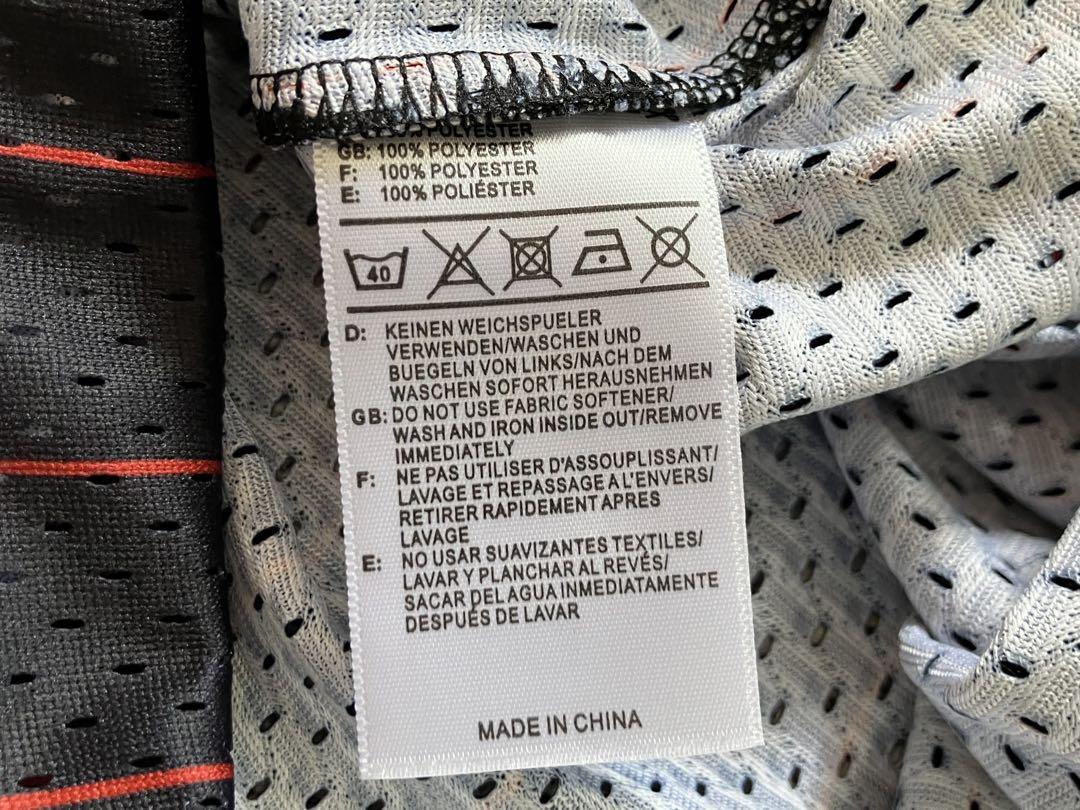 POLYESTER
GB: 100% POLYESTER
F: 100% POLYESTER
E: 100% POLIÉSTER
40
D: KEINEN WEICHSPUELER
VERWENDEN/WASCHEN UND
BUEGELN VON LINKS/NACH DEM
WASCHEN SOFORT HERAUSNEHMEN
GB: DO NOT USE FABRIC SOFTENER/
WASH AND IRON INSIDE OUT/REMOVE
IMMEDIATELY
F: NE PAS UTILISER D'ASSOUPLISSANT/
LAVAGE ET REPASSAGE A L'ENVERS/
RETIRER RAPIDEMENT APRES
LAVAGE
E: NO USAR SUAVIZANTES TEXTILES/
LAVAR Y PLANCHAR AL REVÉS/
SACAR DEL AGUA INMEDIATAMENTE
DESPUÉS DE LAVAR
MADE IN CHINA